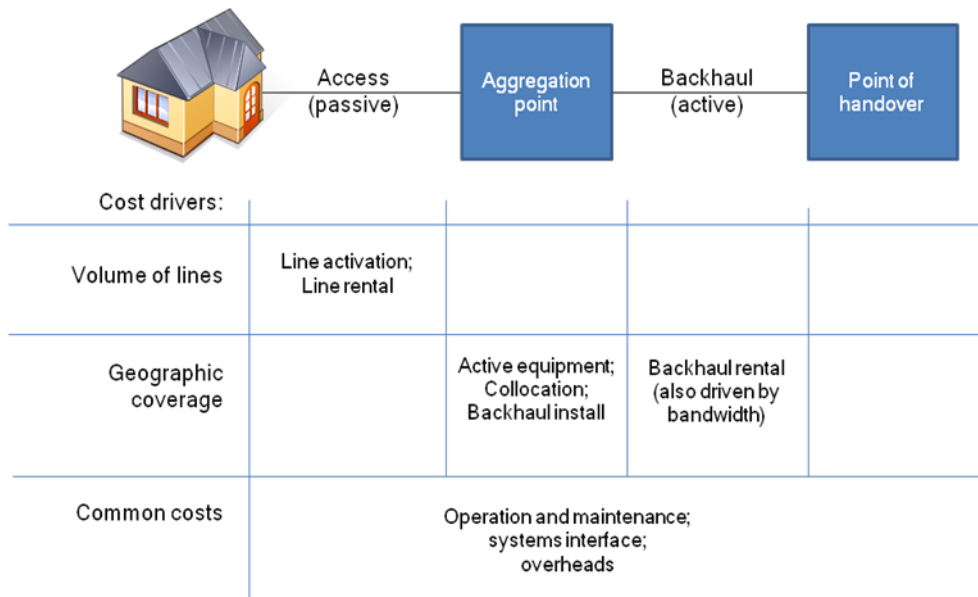 Access
(passive)
Aggregation
point
Backhaul
(active)
Point of
handover
Cost drivers:
Volume of lines
Line activation;
Line rental
Geographic
coverage
Active equipment;
Collocation;
Backhaul install
Backhaul rental
(also driven by
bandwidth)
Common costs
Operation and maintenance;
systems interface;
overheads